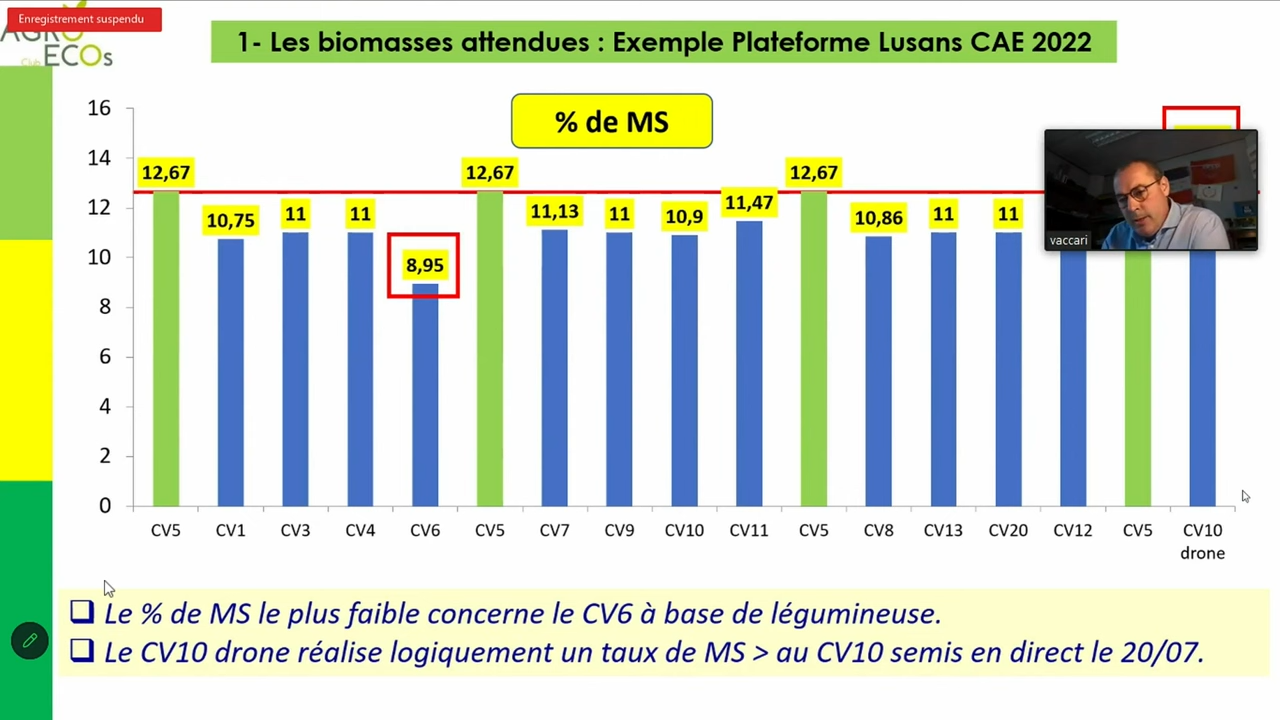 Enregistrement suspendu
AGRO
Club ECOs
1- Les biomasses attendues : Exemple Plateforme Lusans CAE 2022
% de MS
16
14
12
10
8
6
4
2
0
12,67
10,75
11
11
8,95
12,67
11,13
11
10,9
11,47
12,67
10,86
11
11
vaccari
CV5 CV1 CV3 CV4 CV6 CV5 CV7 CV9 CV10 CV11 CV5 CV8 CV13 CV20 CV12 CV5 CV10
drone
Le % de MS le plus faible concerne le CV6 à base de légumineuse.
Le CV10 drone réalise logiquement un taux de MS > au CV10 semis en direct le 20/07.